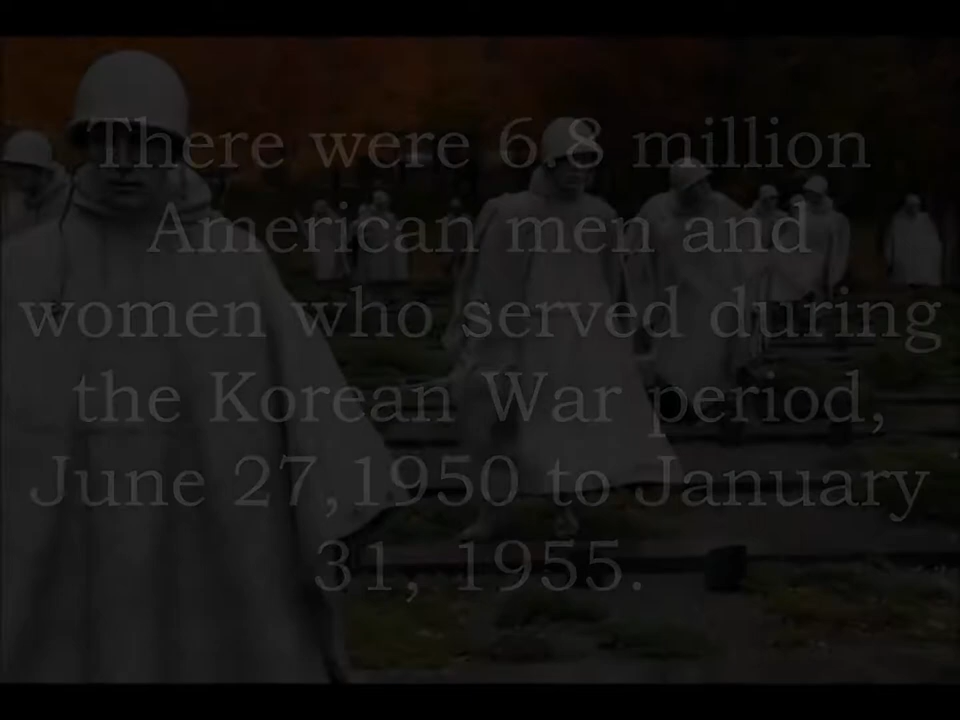 There were 6.8 million
American men and
women who served during
the Korean War period,
June 27,1950 to January
31, 1955.